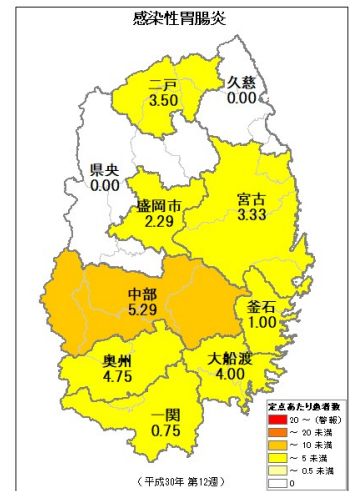 感染性胃腸炎
二戸
3.50
久慈
0.00
県央
0.00
盛岡市
2.29
宮古
3.33
中部
5.29
釜石
1.00
奥州
4.75
大船渡
4.00
一関
0.75
定点あたり患者数
20 ～ (警報)
～ 20 未満
～ 10 未満
～ 5 未満
～ 0.5 未満
0
(平成30年 第12週)